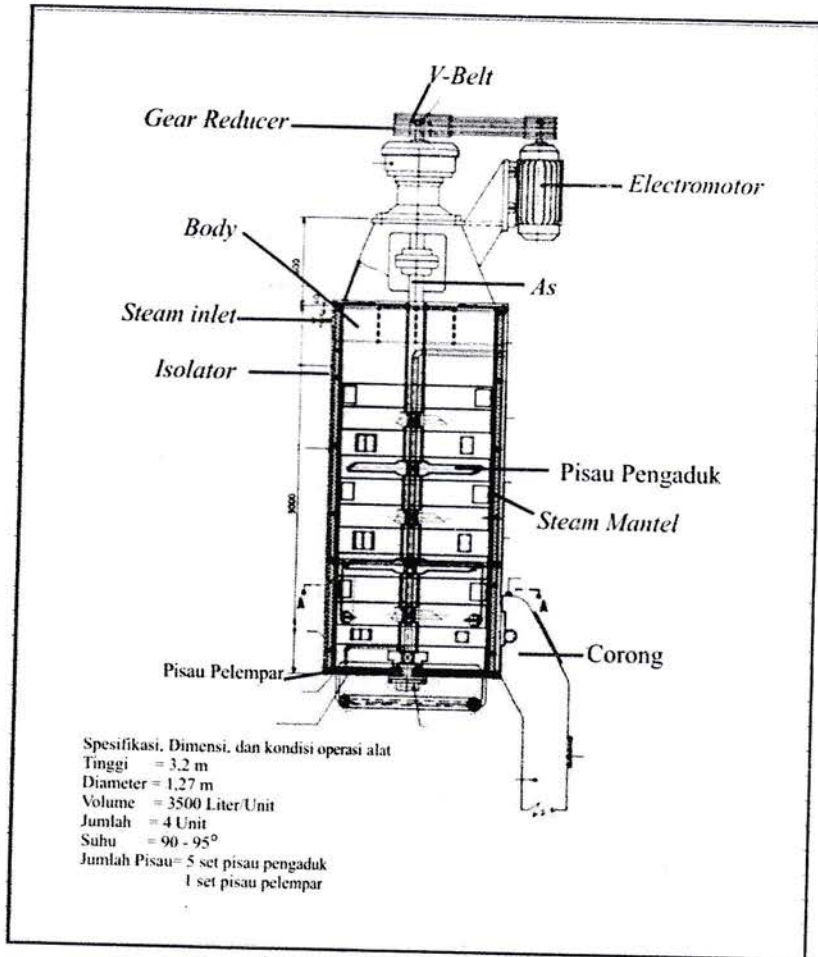 V-Belt
Gear Reducer
Electromotor
Body
As
Steam inlet
Isolator
Pisau Pengaduk
Steam Mantel
A
A
Corong
Pisau Pelempar
Spesifikasi, Dimensi, dan kondisi operasi alat
Tinggi = 3,2 m
Diameter = 1,27 m
Volume = 3500 Liter/Unit
Jumlah = 4 Unit
Suhu = 90 - 95°
Jumlah Pisau= 5 set pisau pengaduk
1 set pisau pelempar